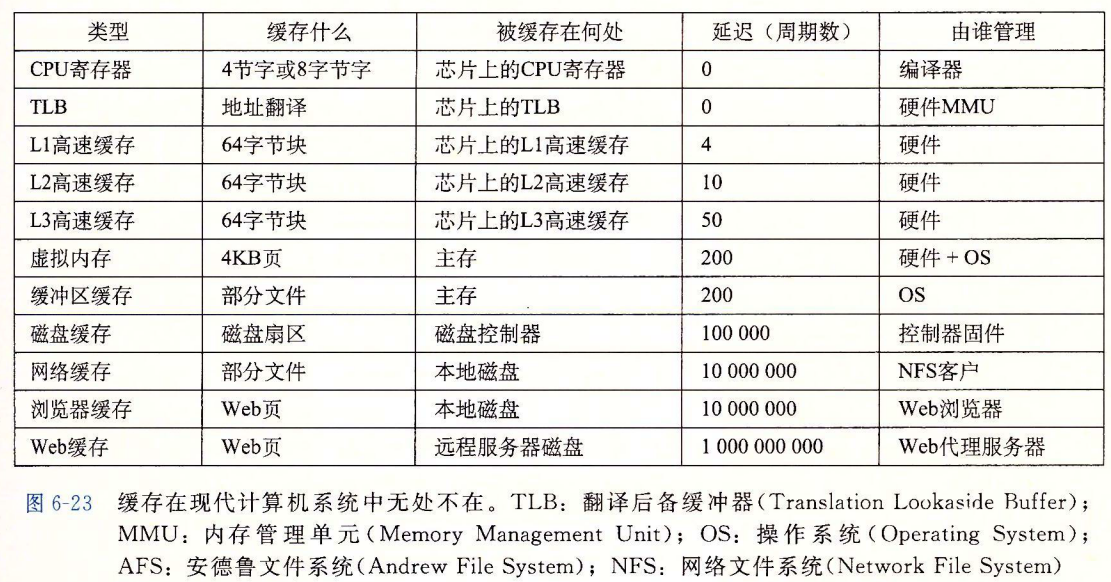 类型 缓存什么 被缓存在何处 延迟（周期数） 由谁管理
CPU寄存器 4节字或8字节字 芯片上的CPU寄存器 0 编译器
TLB 地址翻译 芯片上的TLB 0 硬件MMU
L1高速缓存 64字节块 芯片上的L1高速缓存 4 硬件
L2高速缓存 64字节块 芯片上的L2高速缓存 10 硬件
L3高速缓存 64字节块 芯片上的L3高速缓存 50 硬件
虚拟内存 4KB页 主存 200 硬件 + OS
缓冲区缓存 部分文件 主存 200 OS
磁盘缓存 磁盘扇区 磁盘控制器 100 000 控制器固件
网络缓存 部分文件 本地磁盘 10 000 000 NFS客户
浏览器缓存 Web页 本地磁盘 10 000 000 Web浏览器
Web缓存 Web页 远程服务器磁盘 1 000 000 000 Web代理服务器
图 6-23 缓存在现代计算机系统中无处不在。TLB：翻译后备缓冲器(Translation Lookaside Buffer)；
MMU：内存管理单元(Memory Management Unit)；OS：操作系统(Operating System)；
AFS：安德鲁文件系统(Andrew File System)；NFS：网络文件系统(Network File System)